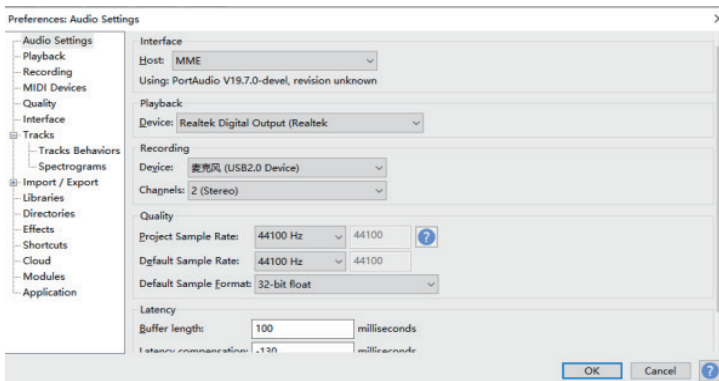 Preferences: Audio Settings
Audio Settings
Playback
Recording
MIDI Devices
Quality
Interface
Tracks
Tracks Behaviors
Spectrograms
Import / Export
Libraries
Directories
Effects
Shortcuts
Cloud
Modules
Application
Interface
Host: MME
Using: PortAudio V19.7.0-devel, revision unknown
Playback
Device: Realtek Digital Output (Realtek
Recording
Device: 麦克风 (USB2.0 Device)
Channels: 2 (Stereo)
Quality
Project Sample Rate: 44100 Hz 44100 ?
Default Sample Rate: 44100 Hz 44100
Default Sample Format: 32-bit float
Latency
Buffer length: 100 milliseconds
Latency compensation: -130 milliseconds
OK Cancel ?